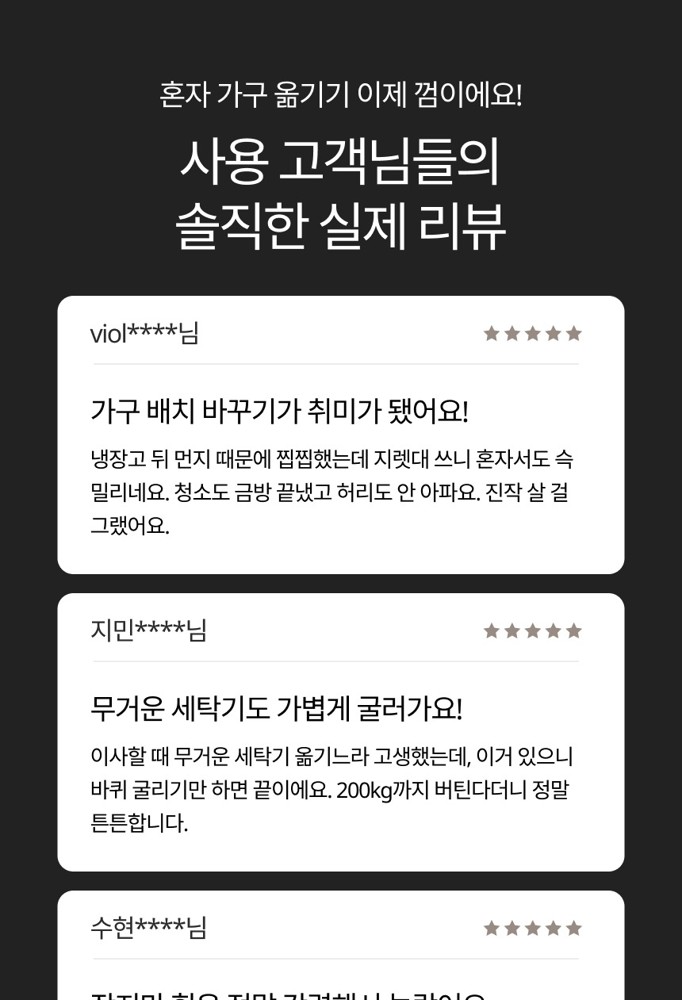 혼자 가구 옮기기 이제 껌이에요!
사용 고객님들의
솔직한 실제 리뷰
viol****님
가구 배치 바꾸기가 취미가 됐어요!
냉장고 뒤 먼지 때문에 찝찝했는데 지렛대 쓰니 혼자서도 슥
밀리네요. 청소도 금방 끝냈고 허리도 안 아파요. 진작 살 걸
그랬어요.
지민****님
무거운 세탁기도 가볍게 굴러가요!
이사할 때 무거운 세탁기 옮기느라 고생했는데, 이거 있으니
바퀴 굴리기만 하면 끝이에요. 200kg까지 버틴다더니 정말
튼튼합니다.
수현****님